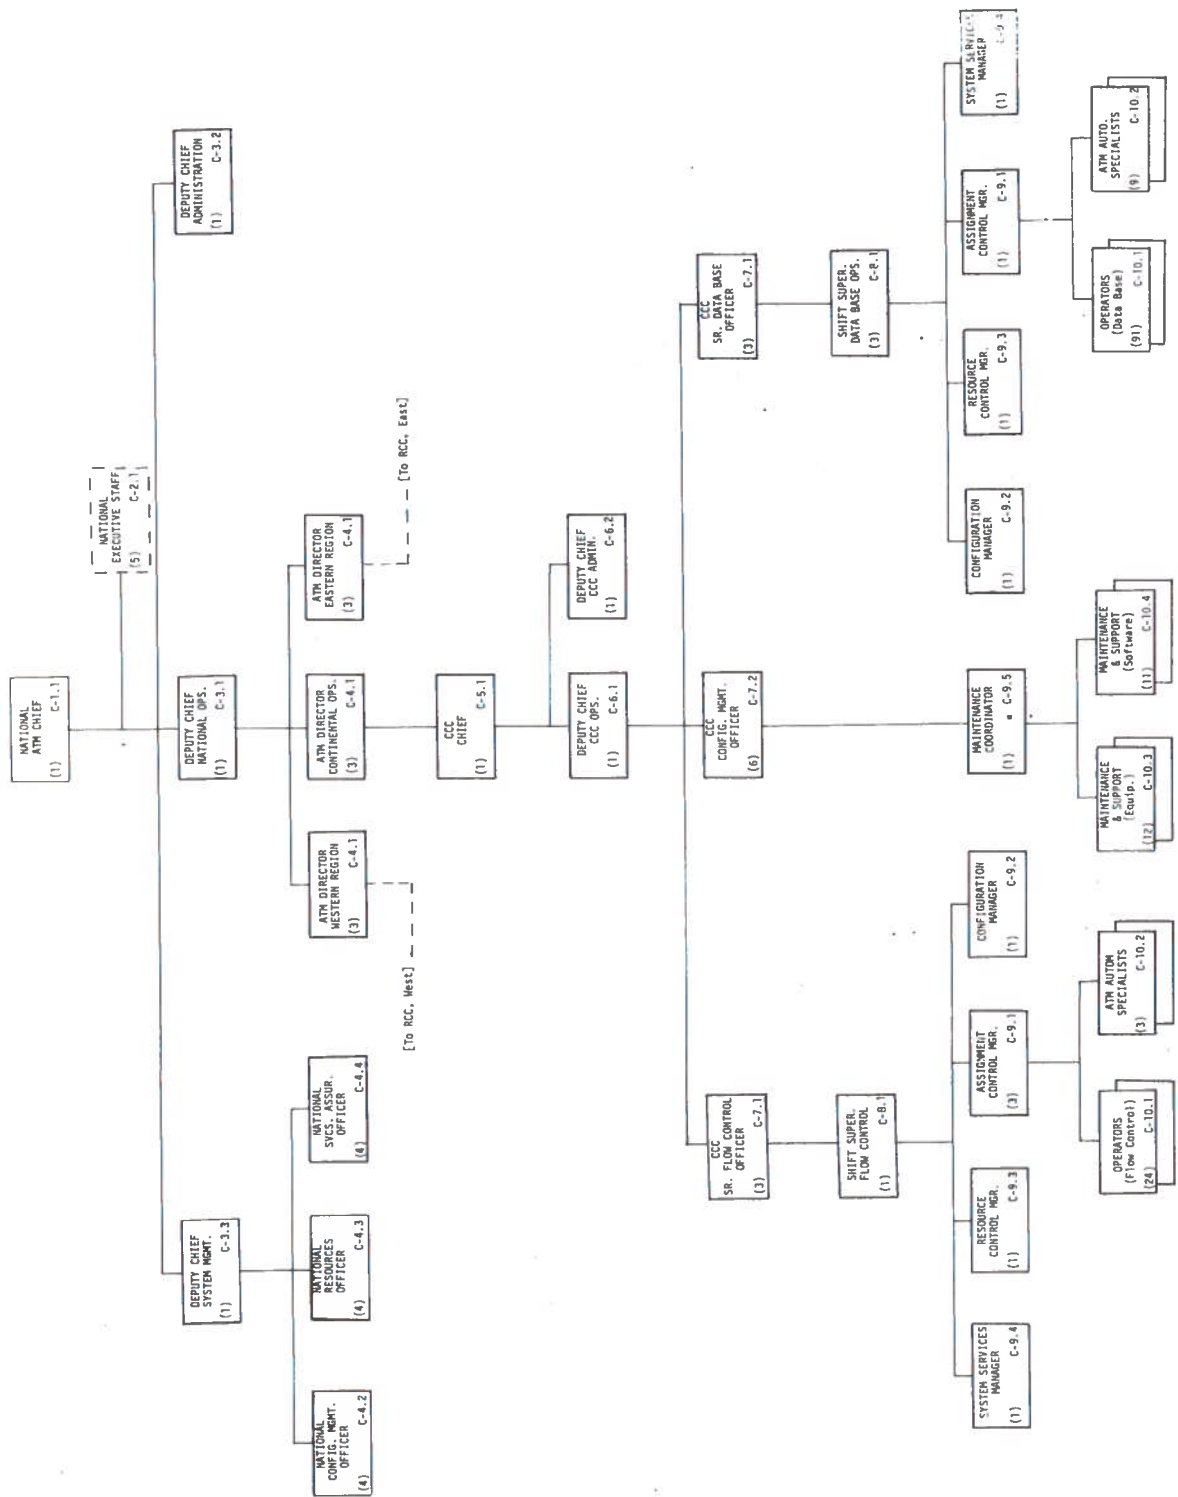 NATIONAL
ATM CHIEF
(1) C-1.1
NATIONAL
EXECUTIVE STAFF
(5) C-2.1
DEPUTY CHIEF
SYSTEM MGMT.
(1) C-3.3
DEPUTY CHIEF
NATIONAL OPS.
(1) C-3.1
DEPUTY CHIEF
ADMINISTRATION
(1) C-3.2
NATIONAL
CONFIG. MGMT.
OFFICER
(4) C-4.2
NATIONAL
RESOURCES
OFFICER
(4) C-4.3
NATIONAL
SVCS. ASSUR.
OFFICER
(4) C-4.4
ATM DIRECTOR
WESTERN REGION
(3) C-4.1
ATM DIRECTOR
CONTINENTAL OPS.
(3) C-4.1
ATM DIRECTOR
EASTERN REGION
(3) C-4.1
[To RCC, West]
[To RCC, East]
CCC
CHIEF
(1) C-5.1
DEPUTY CHIEF
CCC OPS.
(1) C-6.1
DEPUTY CHIEF
CCC ADMIN.
(1) C-6.2
CCC
SR. FLOW CONTROL
OFFICER
(3) C-7.1
CCC
CONFIG. MGMT.
OFFICER
(6) C-7.2
CCC
SR. DATA BASE
OFFICER
(3) C-7.1
SHIFT SUPER.
FLOW CONTROL
(1) C-8.1
SHIFT SUPER.
DATA BASE OPS.
(3) C-8.1
SYSTEM SERVICES
MANAGER
(1) C-9.4
RESOURCE
CONTROL MGR.
(1) C-9.3
ASSIGNMENT
CONTROL MGR.
(3) C-9.1
CONFIGURATION
MANAGER
(1) C-9.2
MAINTENANCE
COORDINATOR
(1) C-9.5
CONFIGURATION
MANAGER
(1) C-9.2
RESOURCE
CONTROL MGR.
(1) C-9.3
ASSIGNMENT
CONTROL MGR.
(1) C-9.1
SYSTEM SERVICES
MANAGER
(1) C-9.4
OPERATORS
(Flow Control)
(24) C-10.1
ATM AUTOM
SPECIALISTS
(3) C-10.2
MAINTENANCE
& SUPPORT
(Equip.)
(12) C-10.3
MAINTENANCE
& SUPPORT
(Software)
(11) C-10.4
OPERATORS
(Data Base)
(91) C-10.1
ATM AUTO.
SPECIALISTS
(9) C-10.2